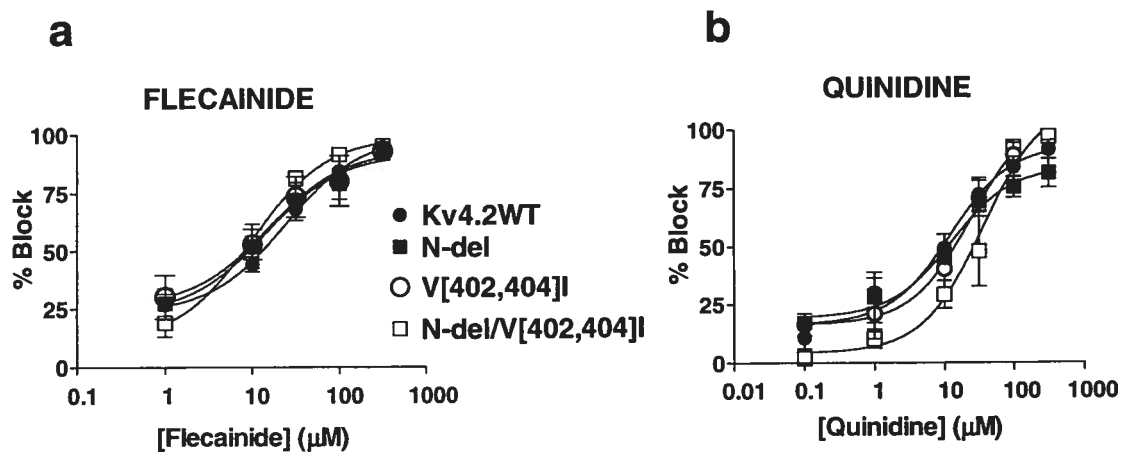 a
FLECAINIDE
% Block
100
75
50
25
0
0.1 1 10 100 1000
[Flecainide] (μM)
Kv4.2WT
N-del
V[402,404]I
N-del/V[402,404]I
b
QUINIDINE
% Block
100
75
50
25
0
0.01 0.1 1 10 100 1000
[Quinidine] (μM)